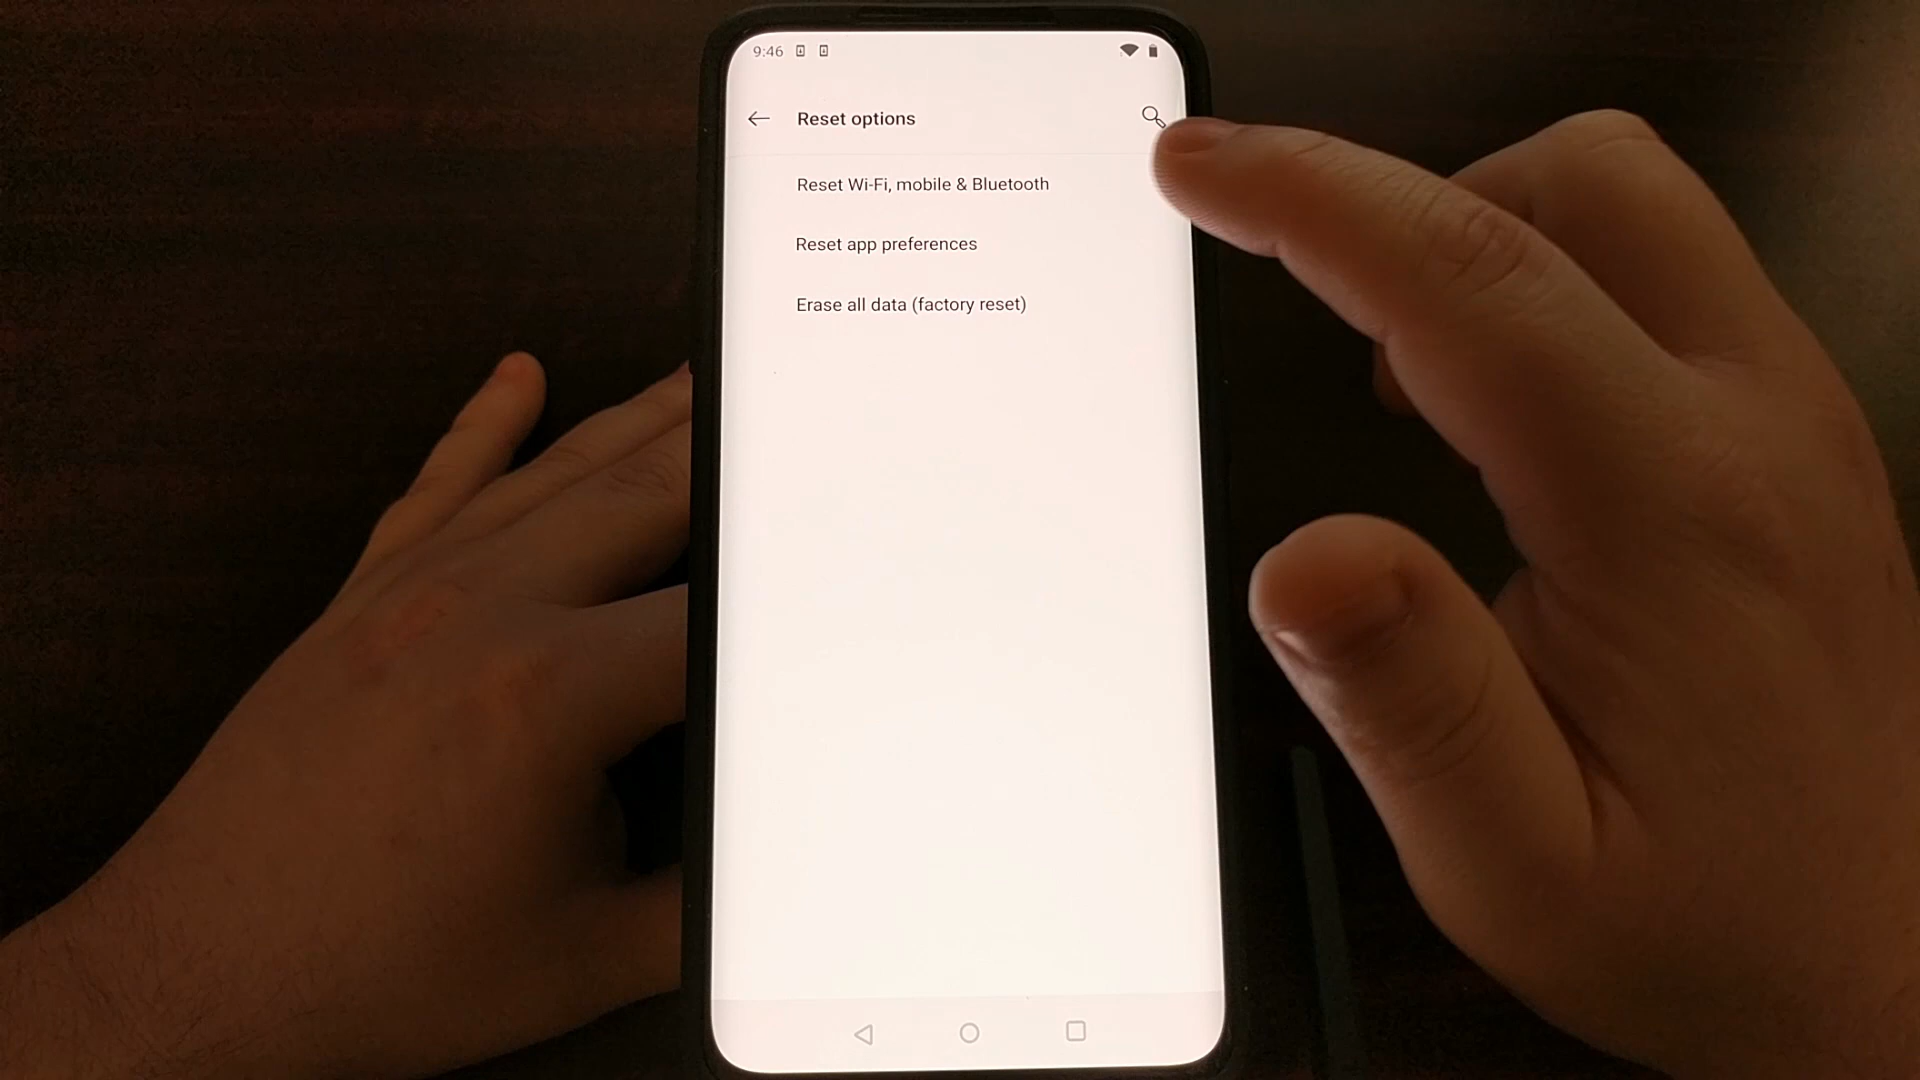 9:46
Reset options
Reset Wi-Fi, mobile & Bluetooth
Reset app preferences
Erase all data (factory reset)